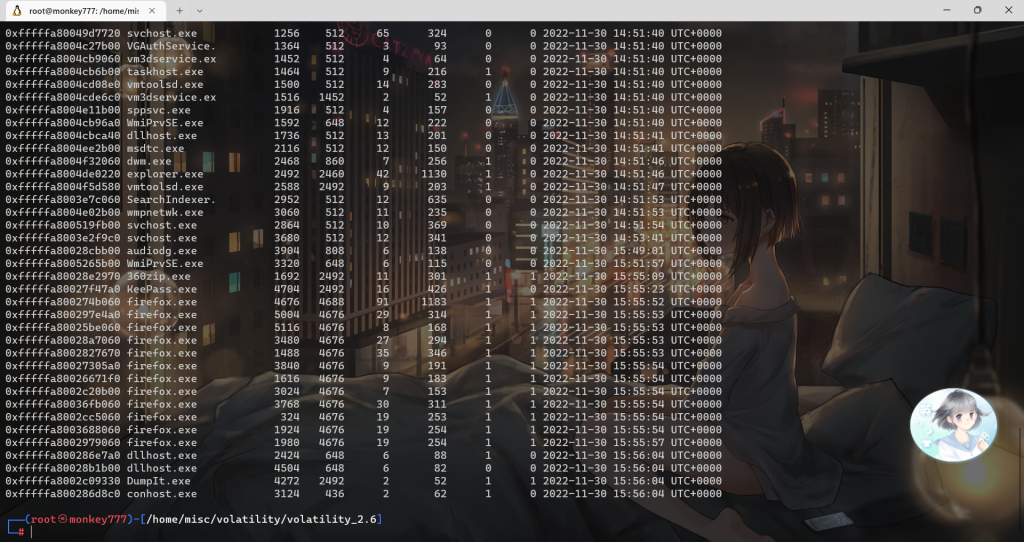 root@monkey777: /home/mis
0xfffffa80049d7720 svchost.exe 1256 512 65 324 0 0 2022-11-30 14:51:40 UTC+0000
0xfffffa8004c27b00 VGAuthService. 1364 512 3 93 0 0 2022-11-30 14:51:40 UTC+0000
0xfffffa8004cb9060 vm3dservice.ex 1452 512 4 64 0 0 2022-11-30 14:51:40 UTC+0000
0xfffffa8004cb6b00 taskhost.exe 1464 512 9 216 1 0 2022-11-30 14:51:40 UTC+0000
0xfffffa8004cd08e0 vmtoolsd.exe 1500 512 14 283 0 0 2022-11-30 14:51:40 UTC+0000
0xfffffa8004cde6c0 vm3dservice.ex 1516 1452 2 52 1 0 2022-11-30 14:51:40 UTC+0000
0xfffffa8004e11b00 sppsvc.exe 1916 512 4 157 0 0 2022-11-30 14:51:40 UTC+0000
0xfffffa8004cb96a0 WmiPrvSE.exe 1592 648 12 222 0 0 2022-11-30 14:51:40 UTC+0000
0xfffffa8004cbca40 dllhost.exe 1736 512 13 201 0 0 2022-11-30 14:51:41 UTC+0000
0xfffffa8004ee2b00 msdtc.exe 2116 512 12 150 0 0 2022-11-30 14:51:41 UTC+0000
0xfffffa8004f32060 dwm.exe 2468 860 7 256 1 0 2022-11-30 14:51:46 UTC+0000
0xfffffa8004de0220 explorer.exe 2492 2460 42 1130 1 0 2022-11-30 14:51:46 UTC+0000
0xfffffa8004f5d580 vmtoolsd.exe 2588 2492 9 203 1 0 2022-11-30 14:51:47 UTC+0000
0xfffffa8003e7c060 SearchIndexer. 2952 512 12 635 0 0 2022-11-30 14:51:53 UTC+0000
0xfffffa8004e02b00 wmpnetwk.exe 3060 512 11 235 0 0 2022-11-30 14:51:53 UTC+0000
0xfffffa800519fb00 svchost.exe 2864 512 10 369 0 0 2022-11-30 14:51:54 UTC+0000
0xfffffa8003e2f9c0 svchost.exe 3680 512 12 341 0 0 2022-11-30 14:53:41 UTC+0000
0xfffffa80028cbb00 audiodg.exe 3904 808 6 138 0 0 2022-11-30 15:49:01 UTC+0000
0xfffffa8005265b00 WmiPrvSE.exe 3320 648 6 115 0 0 2022-11-30 15:51:57 UTC+0000
0xfffffa80028e2970 360zip.exe 1692 2492 11 301 1 1 2022-11-30 15:55:09 UTC+0000
0xfffffa80027f47a0 KeePass.exe 4704 2492 16 426 1 0 2022-11-30 15:55:23 UTC+0000
0xfffffa800274b060 firefox.exe 4676 4688 91 1183 1 1 2022-11-30 15:55:52 UTC+0000
0xfffffa800297e4a0 firefox.exe 5004 4676 29 314 1 1 2022-11-30 15:55:53 UTC+0000
0xfffffa80025be060 firefox.exe 5116 4676 8 168 1 1 2022-11-30 15:55:53 UTC+0000
0xfffffa80028a7060 firefox.exe 3480 4676 27 294 1 1 2022-11-30 15:55:53 UTC+0000
0xfffffa8002827670 firefox.exe 1488 4676 35 346 1 1 2022-11-30 15:55:53 UTC+0000
0xfffffa80027305a0 firefox.exe 3840 4676 9 191 1 1 2022-11-30 15:55:54 UTC+0000
0xfffffa80026671f0 firefox.exe 1616 4676 9 183 1 1 2022-11-30 15:55:54 UTC+0000
0xfffffa8002c20b00 firefox.exe 3024 4676 7 153 1 1 2022-11-30 15:55:54 UTC+0000
0xfffffa80036fb060 firefox.exe 3768 4676 30 311 1 1 2022-11-30 15:55:54 UTC+0000
0xfffffa8002cc5060 firefox.exe 324 4676 19 253 1 1 2022-11-30 15:55:54 UTC+0000
0xfffffa8003688060 firefox.exe 1924 4676 19 254 1 1 2022-11-30 15:55:54 UTC+0000
0xfffffa8002979060 firefox.exe 1980 4676 19 254 1 1 2022-11-30 15:55:57 UTC+0000
0xfffffa800286e7a0 dllhost.exe 2424 648 6 88 1 0 2022-11-30 15:56:04 UTC+0000
0xfffffa80028b1b00 dllhost.exe 4504 648 6 82 0 0 2022-11-30 15:56:04 UTC+0000
0xfffffa8002c09330 DumpIt.exe 4272 2492 2 52 1 1 2022-11-30 15:56:04 UTC+0000
0xfffffa800286d8c0 conhost.exe 3124 436 2 62 1 0 2022-11-30 15:56:04 UTC+0000
(root㉿monkey777)-[/home/misc/volatility/volatility_2.6]
#